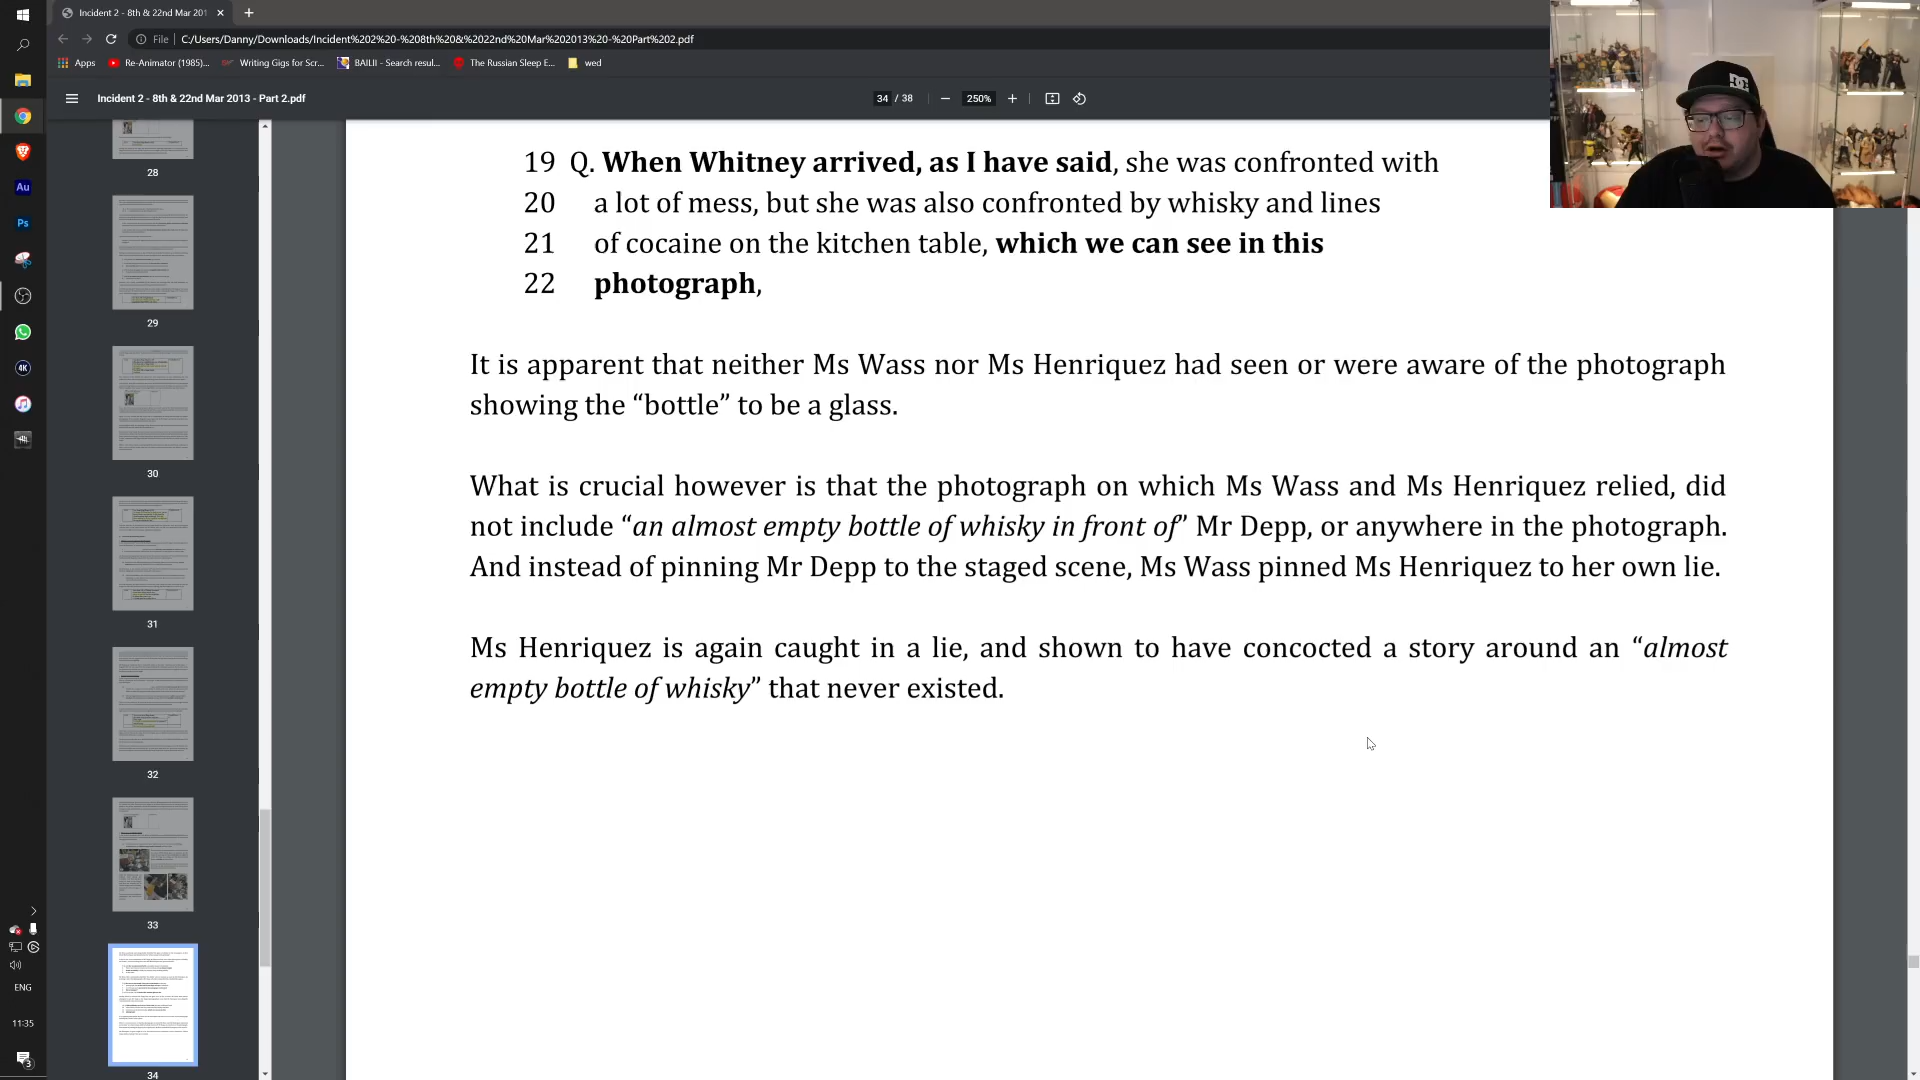 Incident 2 - 8th & 22nd Mar 201
File
C:/Users/Danny/Downloads/Incident%202%20-%208th%20&%2022nd%20Mar%202013%20-%20Part%202.pdf
Apps
Re-Animator (1985)...
Writing Gigs for Scr...
BAILII - Search resul...
The Russian Sleep E...
wed
Incident 2 - 8th & 22nd Mar 2013 - Part 2.pdf
34 / 38
250%
19 Q. When Whitney arrived, as I have said, she was confronted with
20 a lot of mess, but she was also confronted by whisky and lines
21 of cocaine on the kitchen table, which we can see in this
22 photograph,
It is apparent that neither Ms Wass nor Ms Henriquez had seen or were aware of the photograph
showing the “bottle” to be a glass.
What is crucial however is that the photograph on which Ms Wass and Ms Henriquez relied, did
not include “an almost empty bottle of whisky in front of” Mr Depp, or anywhere in the photograph.
And instead of pinning Mr Depp to the staged scene, Ms Wass pinned Ms Henriquez to her own lie.
Ms Henriquez is again caught in a lie, and shown to have concocted a story around an “almost
empty bottle of whisky” that never existed.
28
29
30
31
32
33
34
Au
Ps
4K
ENG
11:35
3